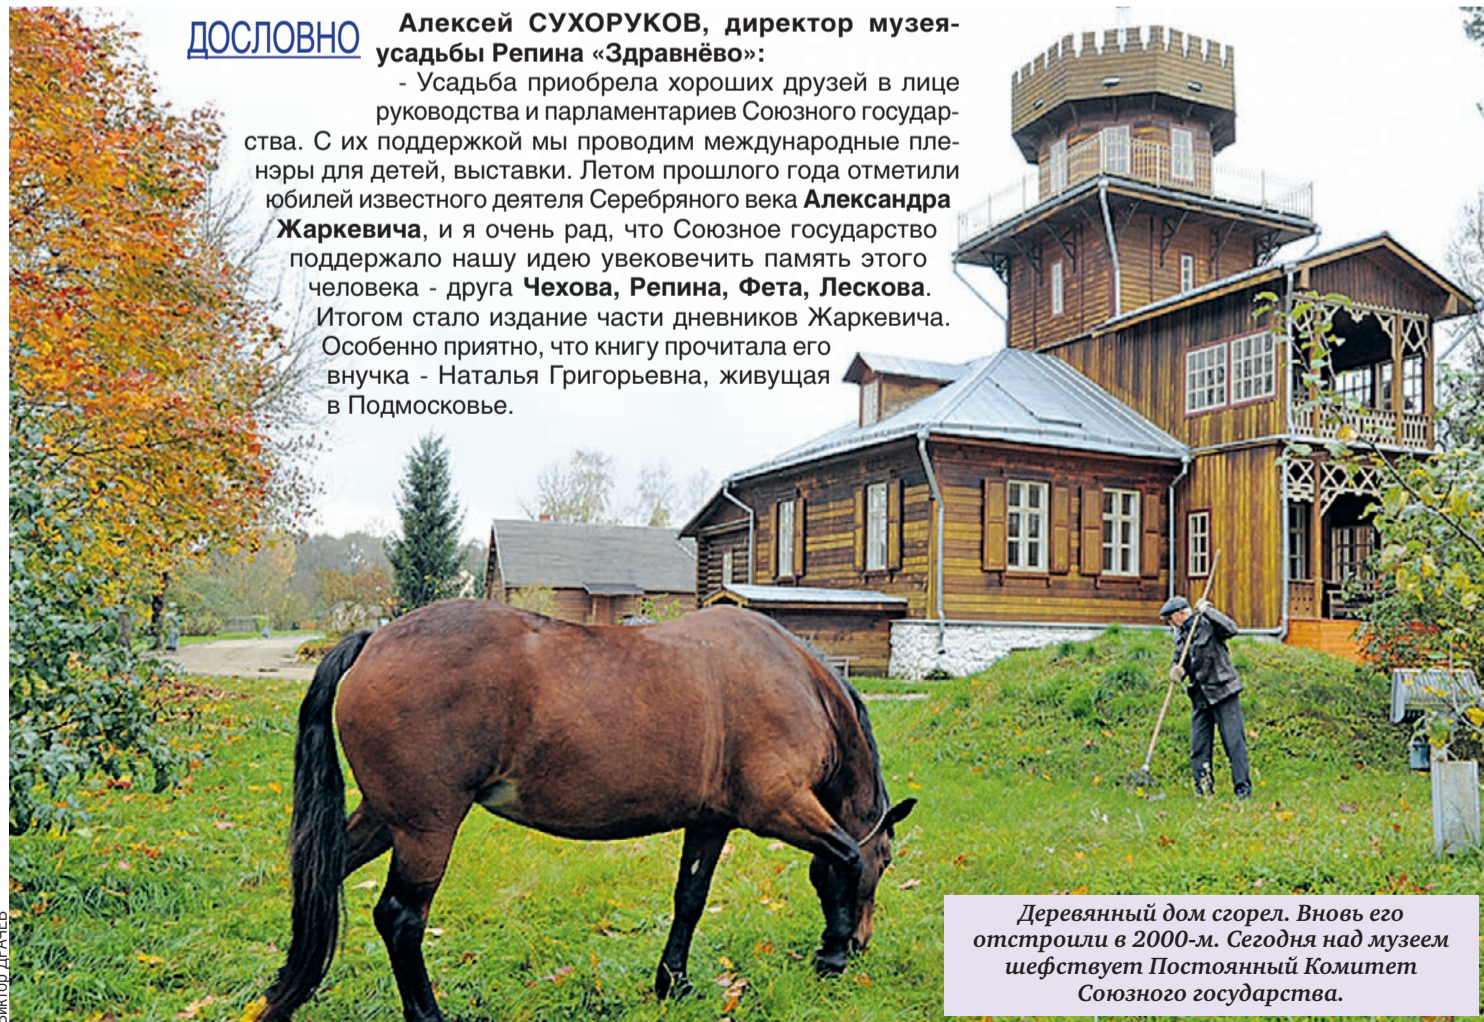 ДОСЛОВНО
Алексей СУХОРУКОВ, директор музея-
усадьбы Репина «Здравнёво»:
- Усадьба приобрела хороших друзей в лице
руководства и парламентариев Союзного государ-
ства. С их поддержкой мы проводим международные пле-
нэры для детей, выставки. Летом прошлого года отметили
юбилей известного деятеля Серебряного века Александра
Жаркевича, и я очень рад, что Союзное государство
поддержало нашу идею увековечить память этого
человека - друга Чехова, Репина, Фета, Лескова.
Итогом стало издание части дневников Жаркевича.
Особенно приятно, что книгу прочитала его
внучка - Наталья Григорьевна, живущая
в Подмосковье.
Деревянный дом сгорел. Вновь его
отстроили в 2000-м. Сегодня над музеем
шефствует Постоянный Комитет
Союзного государства.